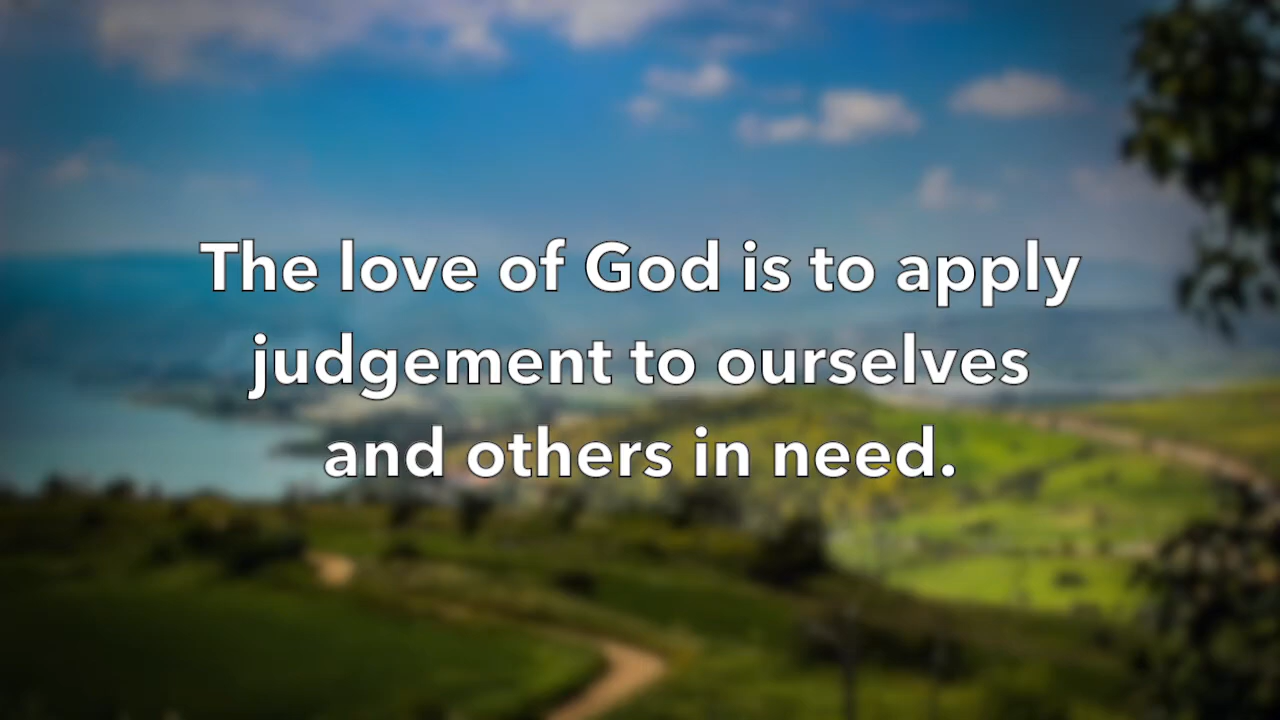 The love of God is to apply
judgement to ourselves
and others in need.